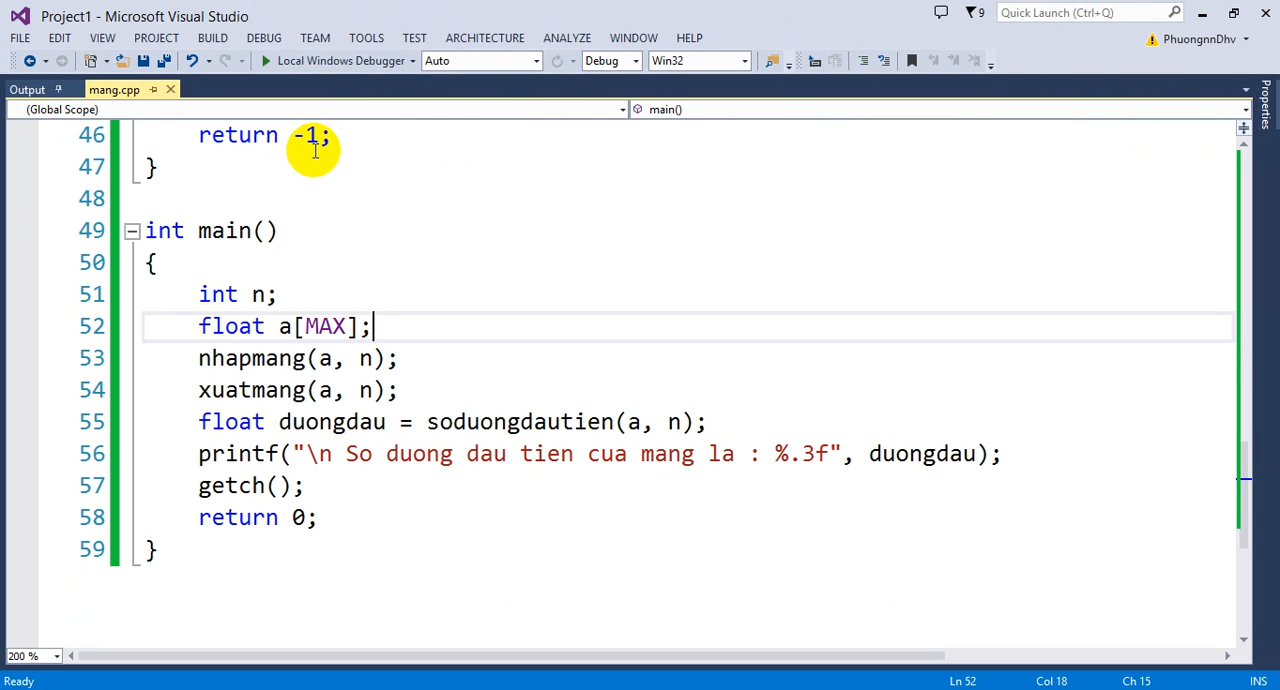 Project1 - Microsoft Visual Studio
9
Quick Launch (Ctrl+Q)
FILE EDIT VIEW PROJECT BUILD DEBUG TEAM TOOLS TEST ARCHITECTURE ANALYZE WINDOW HELP
PhuongnnDhv
Local Windows Debugger Auto Debug Win32
Output mang.cpp
Properties
(Global Scope) main()
46 return -1;
47 }
48
49 int main()
50 {
51 int n;
52 float a[MAX];
53 nhapmang(a, n);
54 xuatmang(a, n);
55 float duongdau = soduongdautien(a, n);
56 printf("\n So duong dau tien cua mang la : %.3f", duongdau);
57 getch();
58 return 0;
59 }
200 %
Ready Ln 52 Col 18 Ch 15 INS